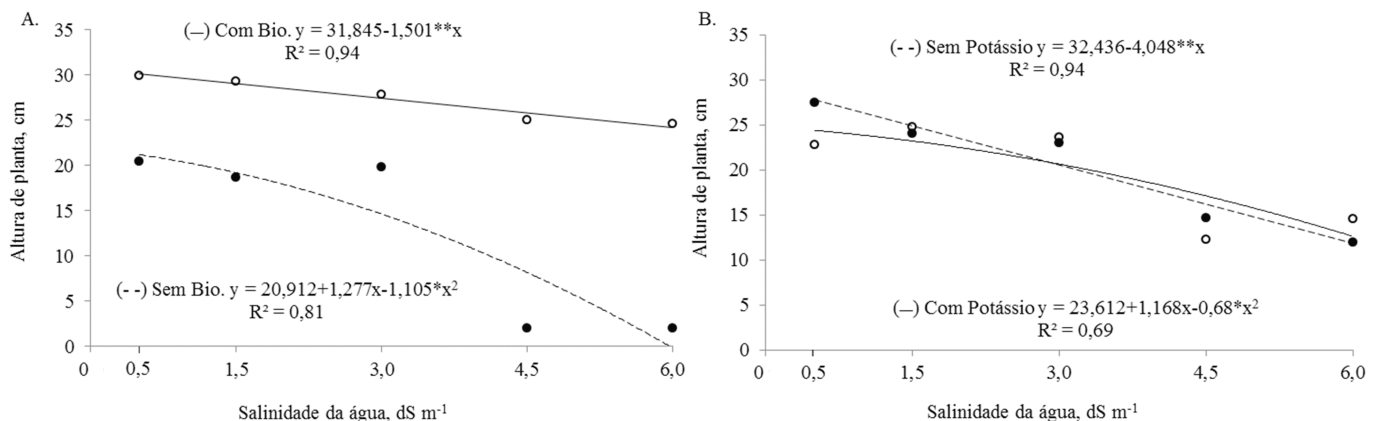 A.
(—) Com Bio. y = 31,845-1,501**x
R² = 0,94
(- -) Sem Bio. y = 20,912+1,277x-1,105*x²
R² = 0,81
Altura de planta, cm
35
30
25
20
15
10
5
0
0 0,5 1,5 3,0 4,5 6,0
Salinidade da água, dS m⁻¹
B.
(- -) Sem Potássio y = 32,436-4,048**x
R² = 0,94
(—) Com Potássio y = 23,612+1,168x-0,68*x²
R² = 0,69
Altura de planta, cm
35
30
25
20
15
10
5
0
0 0,5 1,5 3,0 4,5 6,0
Salinidade da água, dS m⁻¹